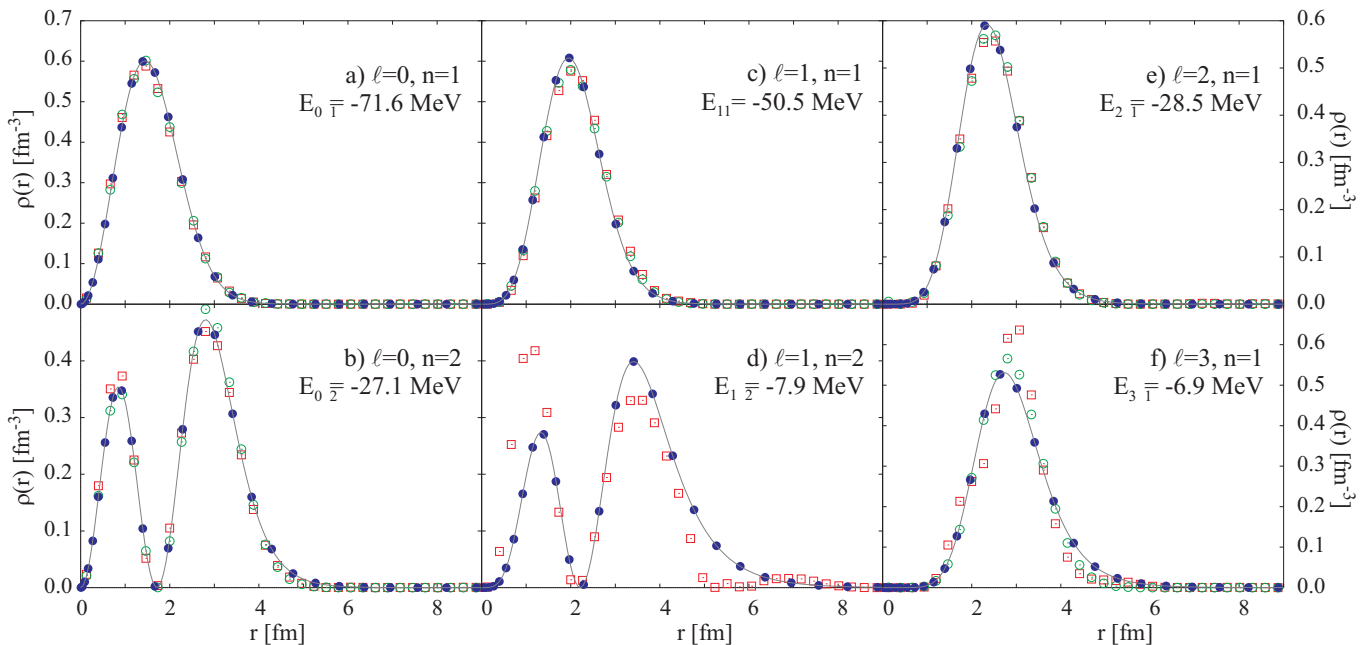 0.7
0.6
0.5
0.4
0.3
0.2
0.1
0.0
ρ(r) [fm-3]
a) ℓ=0, n=1
E0 1 = -71.6 MeV
c) ℓ=1, n=1
E11= -50.5 MeV
e) ℓ=2, n=1
E2 1 = -28.5 MeV
0.6
0.5
0.4
0.3
0.2
0.1
0.0
ρ(r) [fm-3]
0.4
0.3
0.2
0.1
0.0
ρ(r) [fm-3]
b) ℓ=0, n=2
E0 2 = -27.1 MeV
d) ℓ=1, n=2
E1 2 = -7.9 MeV
f) ℓ=3, n=1
E3 1 = -6.9 MeV
0.6
0.5
0.4
0.3
0.2
0.1
0.0
ρ(r) [fm-3]
0 2 4 6 8 0 2 4 6 8 0 2 4 6 8
r [fm] r [fm] r [fm]